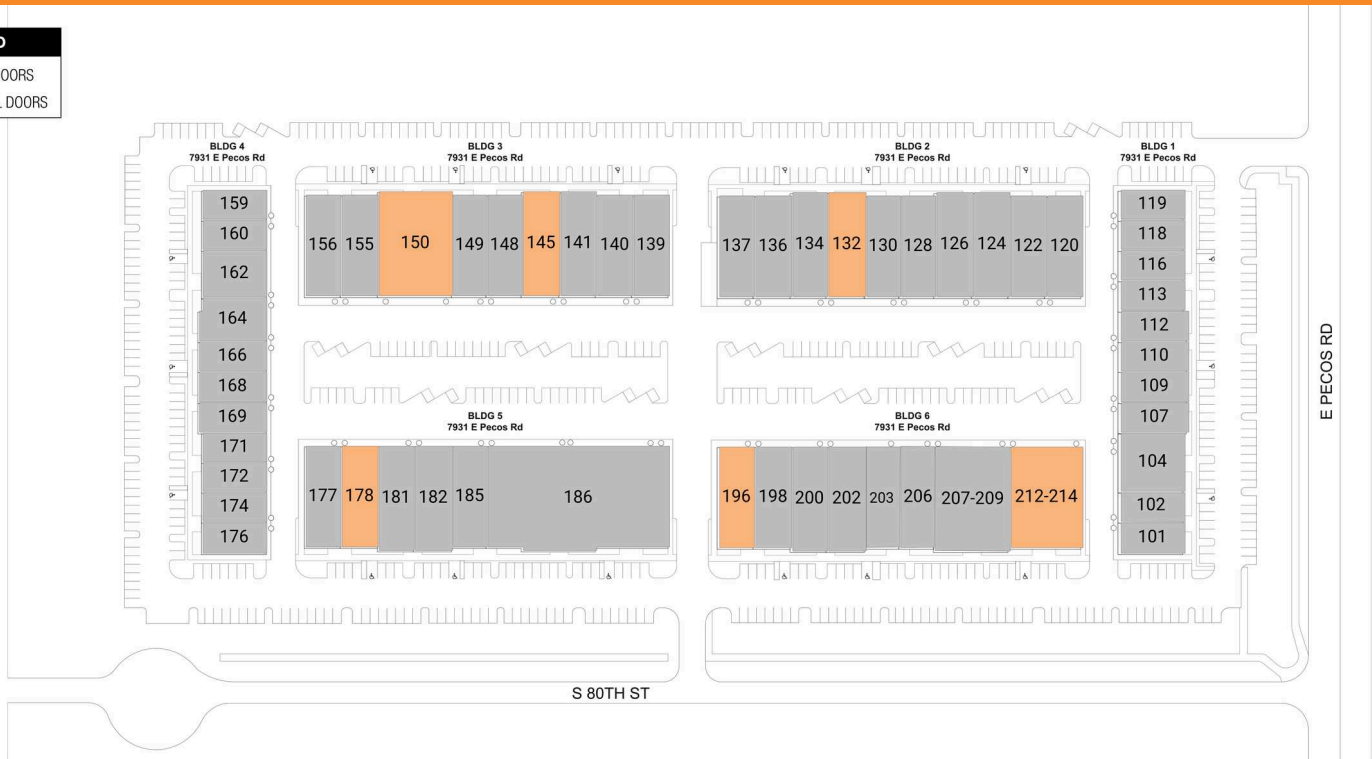 BLDG 4
7931 E Pecos Rd
BLDG 3
7931 E Pecos Rd
BLDG 2
7931 E Pecos Rd
BLDG 1
7931 E Pecos Rd
159
160
162
164
166
168
169
171
172
174
176
156 155 150 149 148 145 141 140 139
137 136 134 132 130 128 126 124 122 120
119
118
116
113
112
110
109
107
104
102
101
BLDG 5
7931 E Pecos Rd
BLDG 6
7931 E Pecos Rd
177 178 181 182 185 186
196 198 200 202 203 206 207-209 212-214
E PECOS RD
S 80TH ST
DOORS